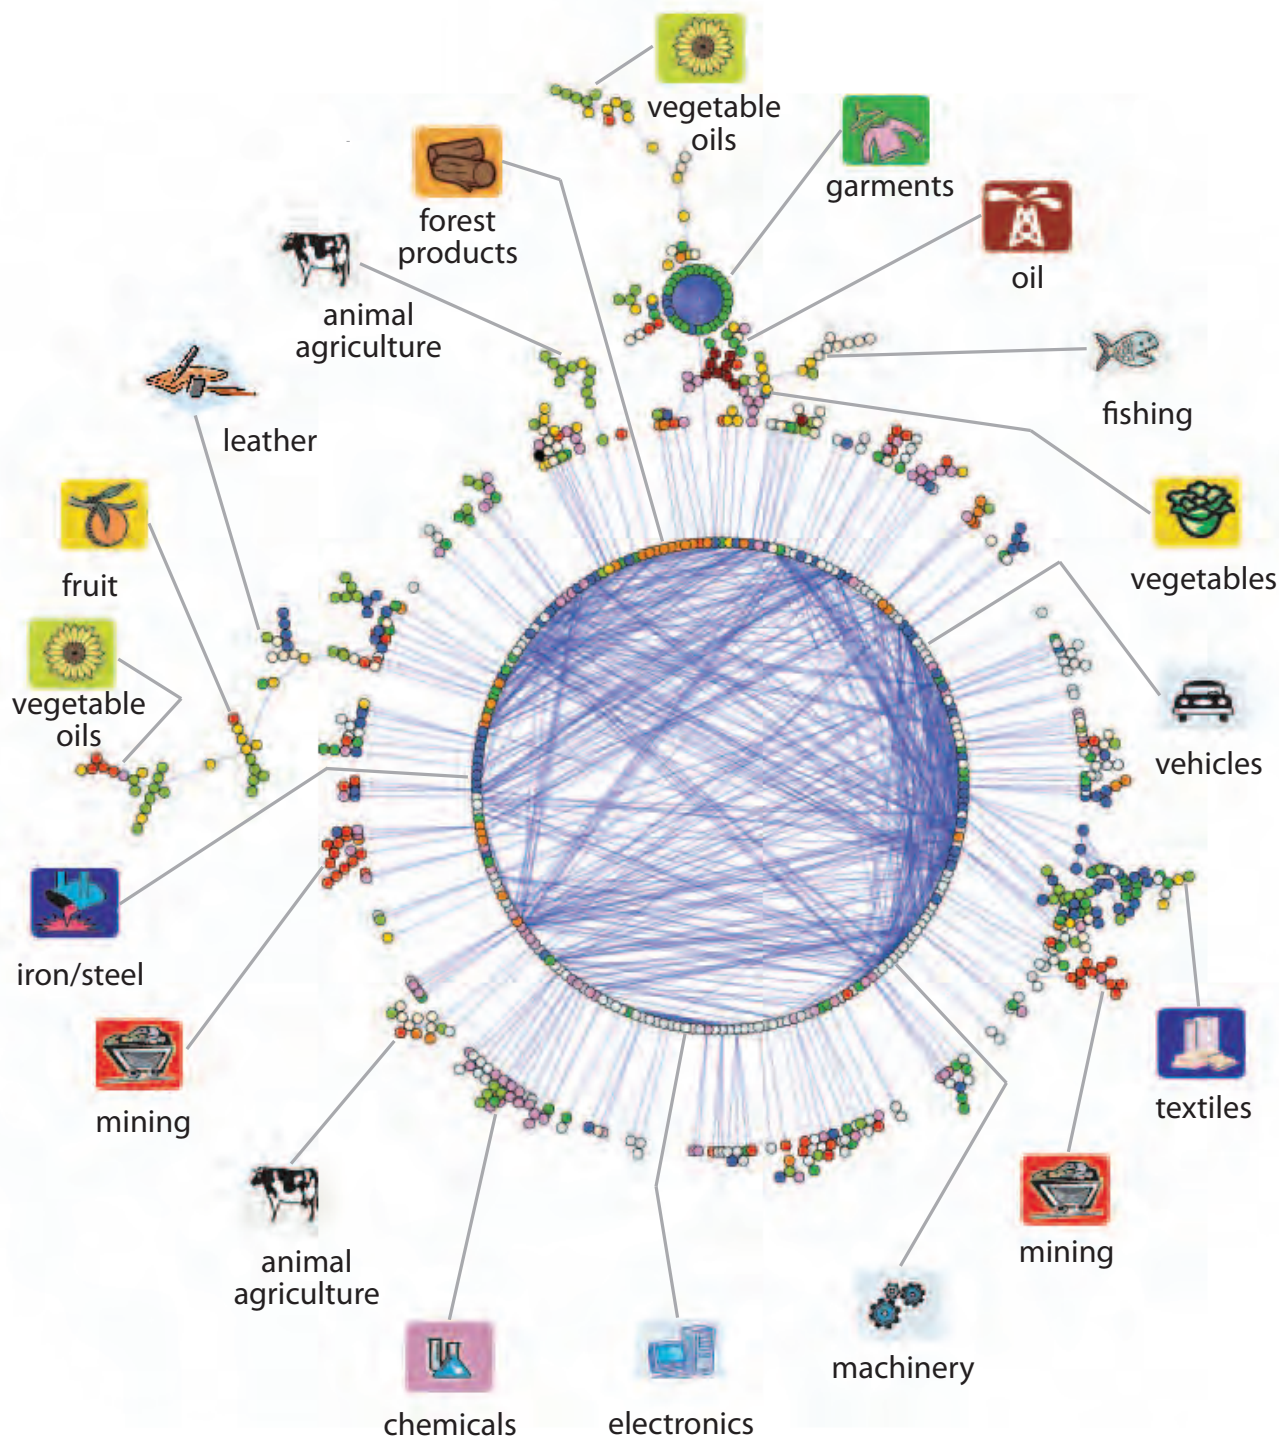 vegetable
oils
garments
forest
products
oil
animal
agriculture
fishing
leather
vegetables
fruit
vegetable
oils
vehicles
iron/steel
mining
textiles
mining
animal
agriculture
machinery
chemicals
electronics